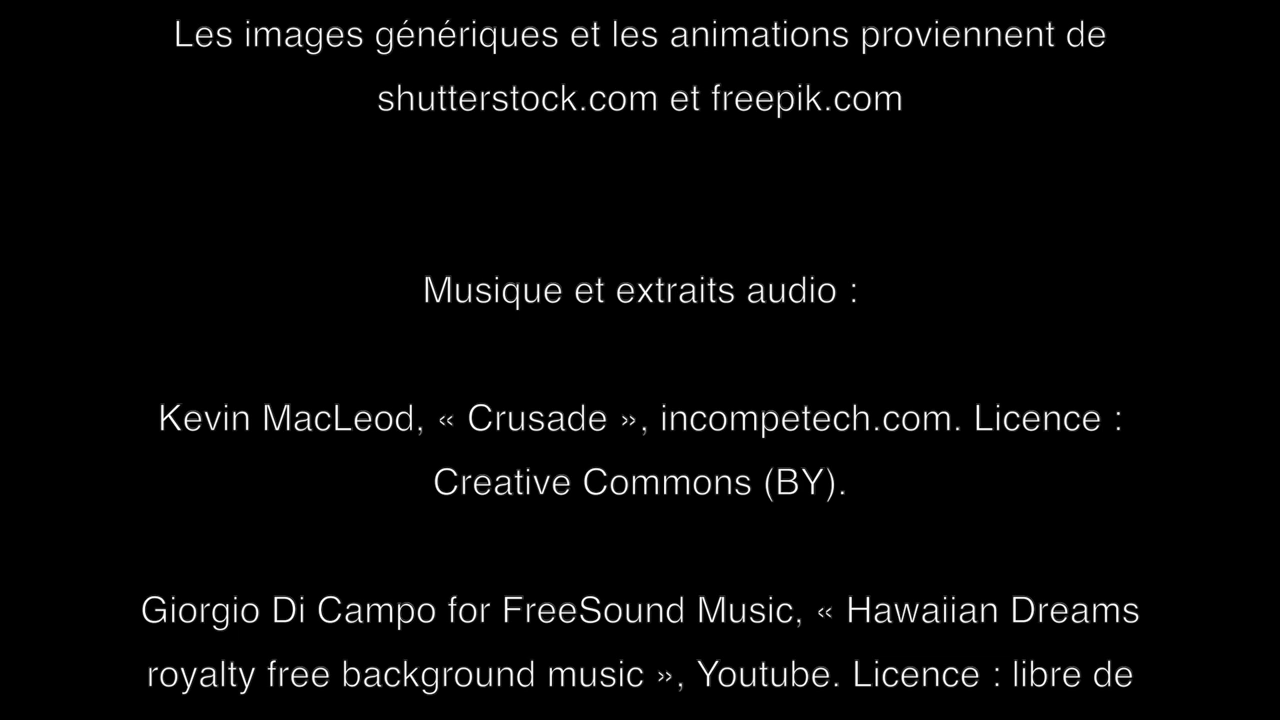 Les images génériques et les animations proviennent de
shutterstock.com et freepik.com
Musique et extraits audio :
Kevin MacLeod, « Crusade », incompetech.com. Licence :
Creative Commons (BY).
Giorgio Di Campo for FreeSound Music, « Hawaiian Dreams
royalty free background music », Youtube. Licence : libre de